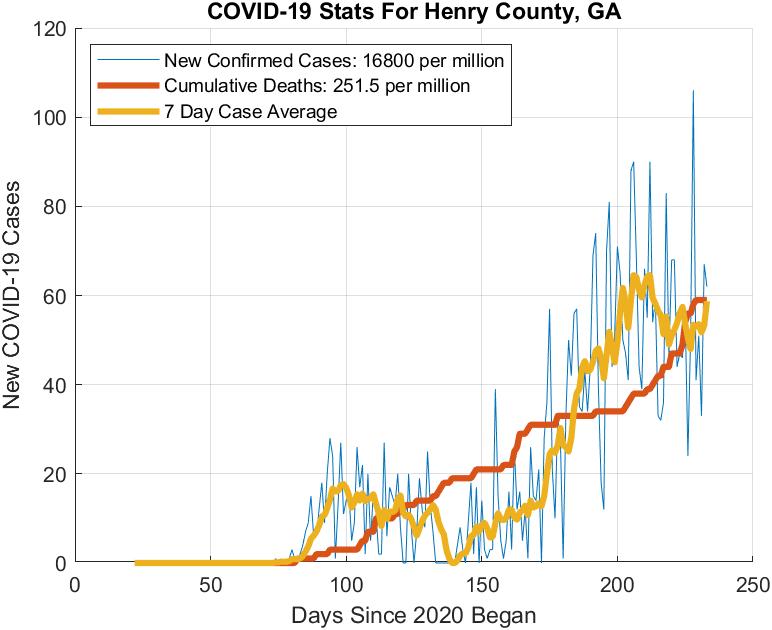 COVID-19 Stats For Henry County, GA
New Confirmed Cases: 16800 per million
Cumulative Deaths: 251.5 per million
7 Day Case Average
New COVID-19 Cases
120
100
80
60
40
20
0
0 50 100 150 200 250
Days Since 2020 Began